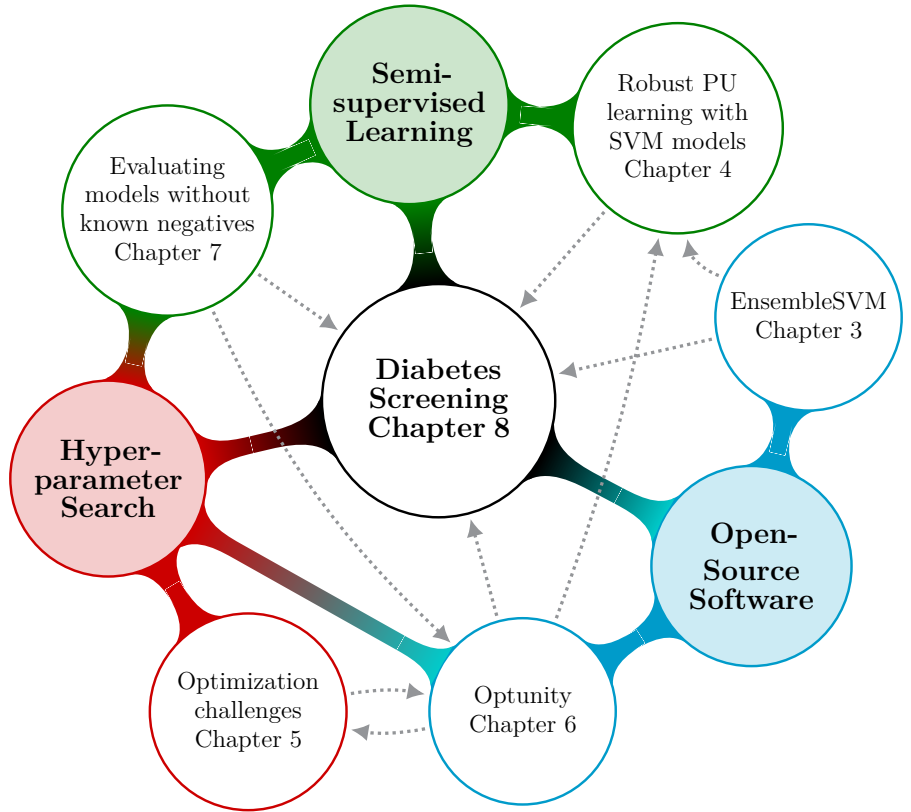 Semi-
supervised
Learning
Robust PU
learning with
SVM models
Chapter 4
Evaluating
models without
known negatives
Chapter 7
EnsembleSVM
Chapter 3
Diabetes
Screening
Chapter 8
Hyper-
parameter
Search
Open-
Source
Software
Optimization
challenges
Chapter 5
Optunity
Chapter 6